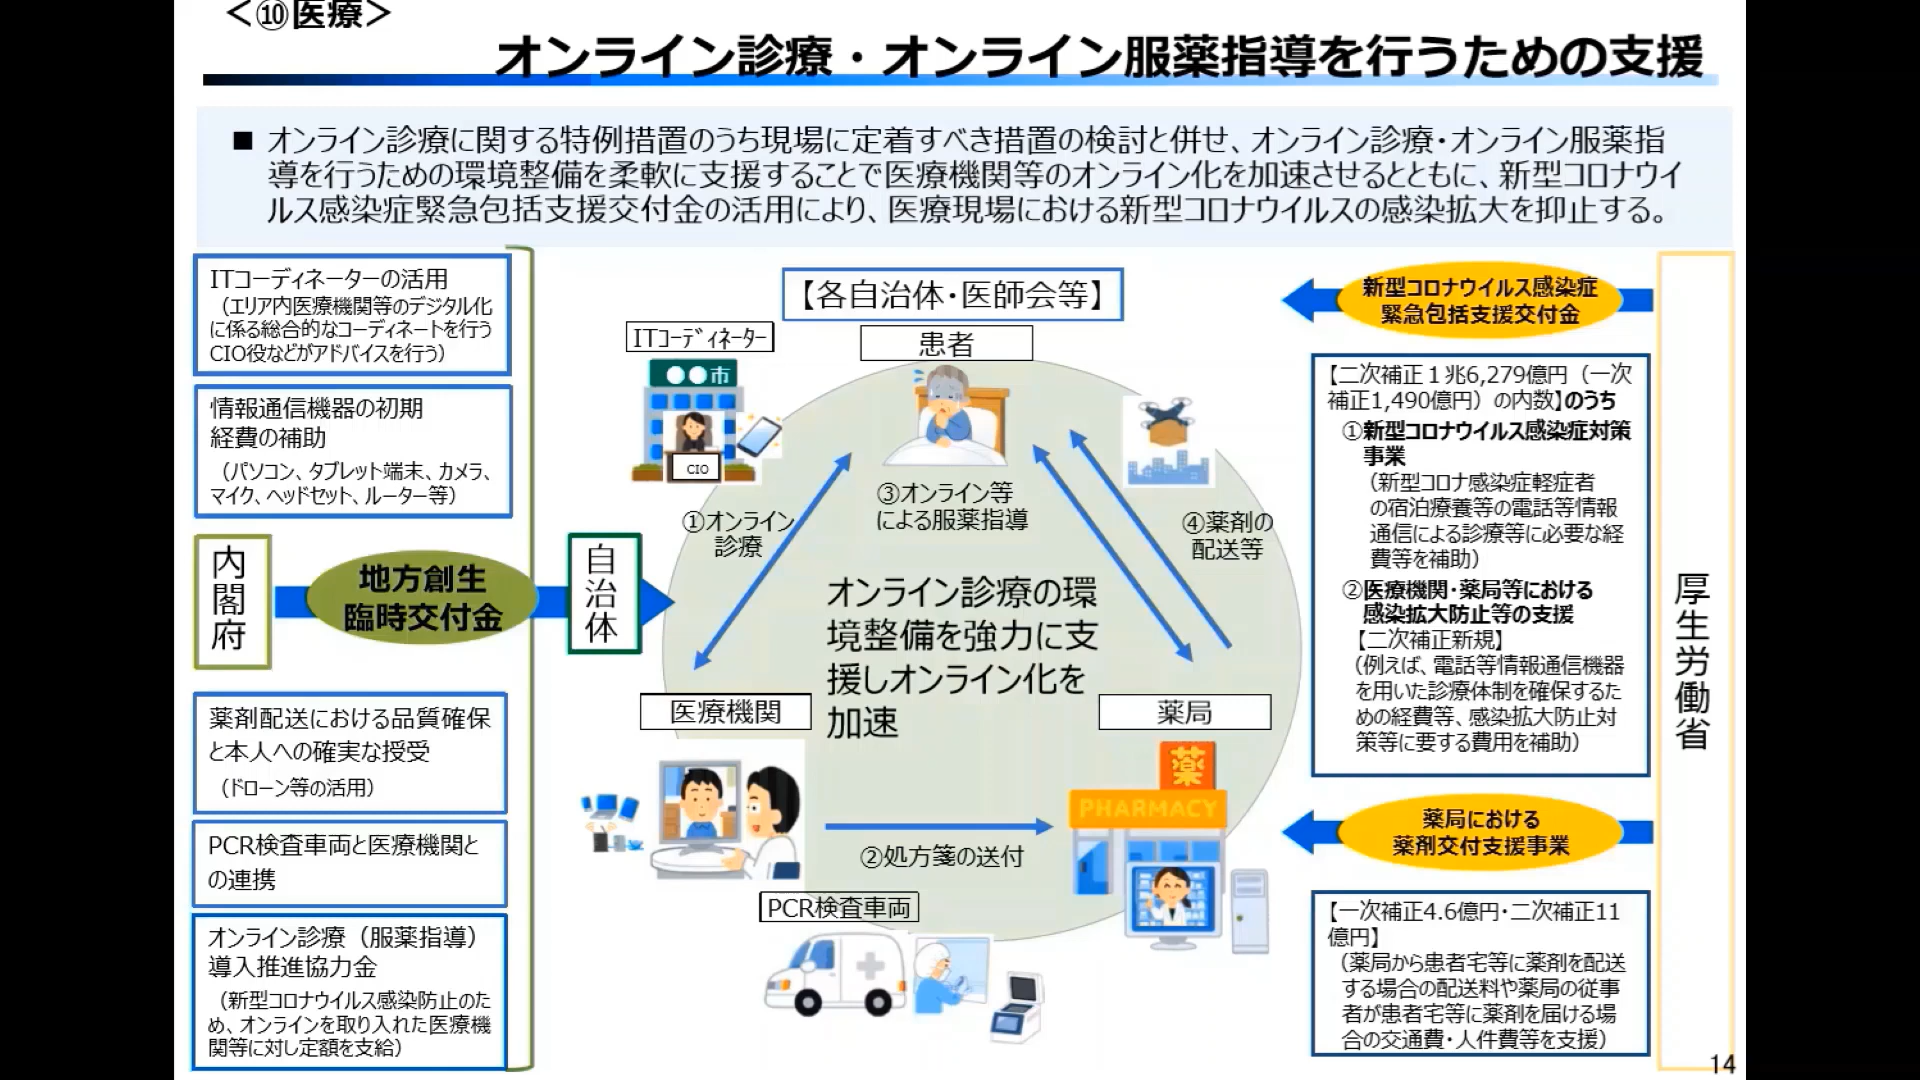 ＜⑩医療＞
オンライン診療・オンライン服薬指導を行うための支援
■ オンライン診療に関する特例措置のうち現場に定着すべき措置の検討と併せ、オンライン診療・オンライン服薬指
導を行うための環境整備を柔軟に支援することで医療機関等のオンライン化を加速させるとともに、新型コロナウイ
ルス感染症緊急包括支援交付金の活用により、医療現場における新型コロナウイルスの感染拡大を抑止する。
ITコーディネーターの活用
（エリア内医療機関等のデジタル化
に係る総合的なコーディネートを行う
CIO役などがアドバイスを行う）
情報通信機器の初期
経費の補助
（パソコン、タブレット端末、カメラ、
マイク、ヘッドセット、ルーター等）
内閣府
地方創生
臨時交付金
自治体
薬剤配送における品質確保
と本人への確実な授受
（ドローン等の活用）
PCR検査車両と医療機関と
の連携
オンライン診療（服薬指導）
導入推進協力金
（新型コロナウイルス感染防止のた
め、オンラインを取り入れた医療機
関等に対し定額を支給）
【各自治体・医師会等】
ITｺｰﾃﾞｨﾈｰﾀｰ
患者
●●市
CIO
①オンライン
診療
③オンライン等
による服薬指導
④薬剤の
配送等
オンライン診療の環
境整備を強力に支
援しオンライン化を
加速
医療機関
薬局
薬
PHARMACY
②処方箋の送付
PCR検査車両
新型コロナウイルス感染症
緊急包括支援交付金
【二次補正１兆6,279億円（一次
補正1,490億円）の内数】のうち
①新型コロナウイルス感染症対策
事業
（新型コロナ感染症軽症者
の宿泊療養等の電話等情報
通信による診療等に必要な経
費等を補助）
②医療機関・薬局等における
感染拡大防止等の支援
【二次補正新規】
（例えば、電話等情報通信機器
を用いた診療体制を確保するた
めの経費等、感染拡大防止対
策等に要する費用を補助）
薬局における
薬剤交付支援事業
【一次補正4.6億円・二次補正11
億円】
（薬局から患者宅等に薬剤を配送
する場合の配送料や薬局の従事
者が患者宅等に薬剤を届ける場
合の交通費・人件費等を支援）
厚生労働省
14